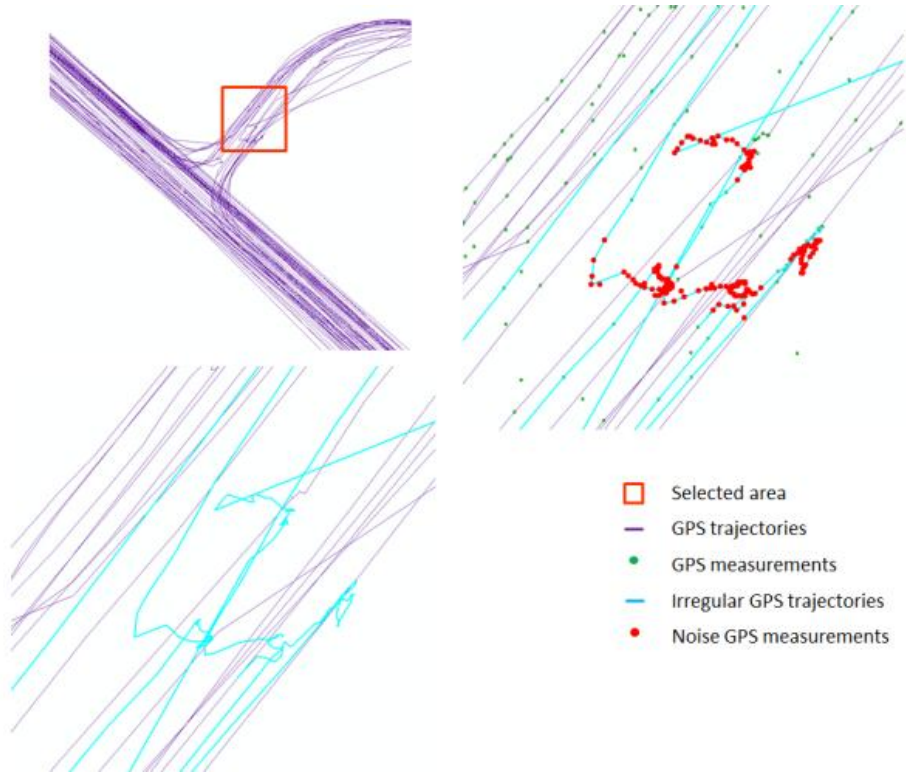 Selected area
GPS trajectories
GPS measurements
Irregular GPS trajectories
Noise GPS measurements